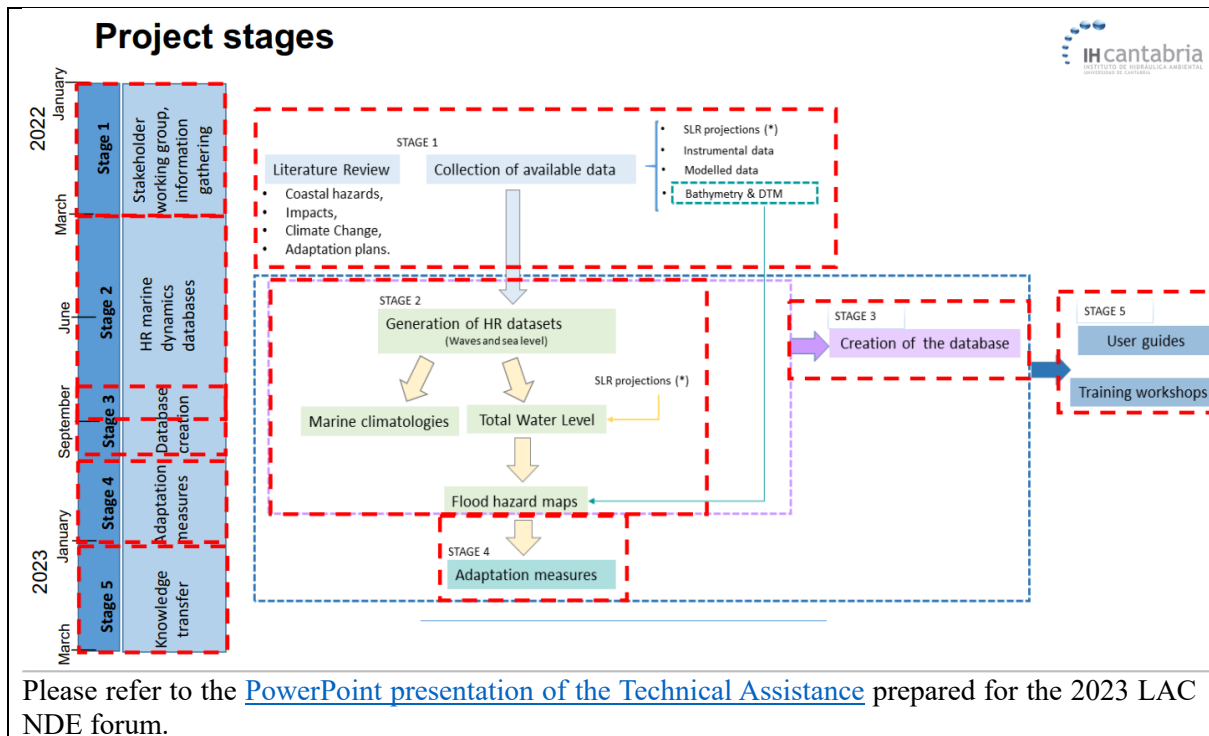 Project stages
IHcantabria
INSTITUTO DE HIDRÁULICA AMBIENTAL
UNIVERSIDAD DE CANTABRIA
2022
2023
January
March
June
September
January
March
Stage 1
Stakeholder
working group,
information
gathering
Stage 2
HR marine
dynamics
databases
Stage 3
Database
creation
Stage 4
Adaptation
measures
Stage 5
Knowledge
transfer
STAGE 1
Literature Review
• Coastal hazards,
• Impacts,
• Climate Change,
• Adaptation plans.
Collection of available data
• SLR projections (*)
• Instrumental data
• Modelled data
• Bathymetry & DTM
STAGE 2
Generation of HR datasets
(Waves and sea level)
SLR projections (*)
Marine climatologies
Total Water Level
Flood hazard maps
STAGE 4
Adaptation measures
STAGE 3
Creation of the database
STAGE 5
User guides
Training workshops
Please refer to the PowerPoint presentation of the Technical Assistance prepared for the 2023 LAC
NDE forum.